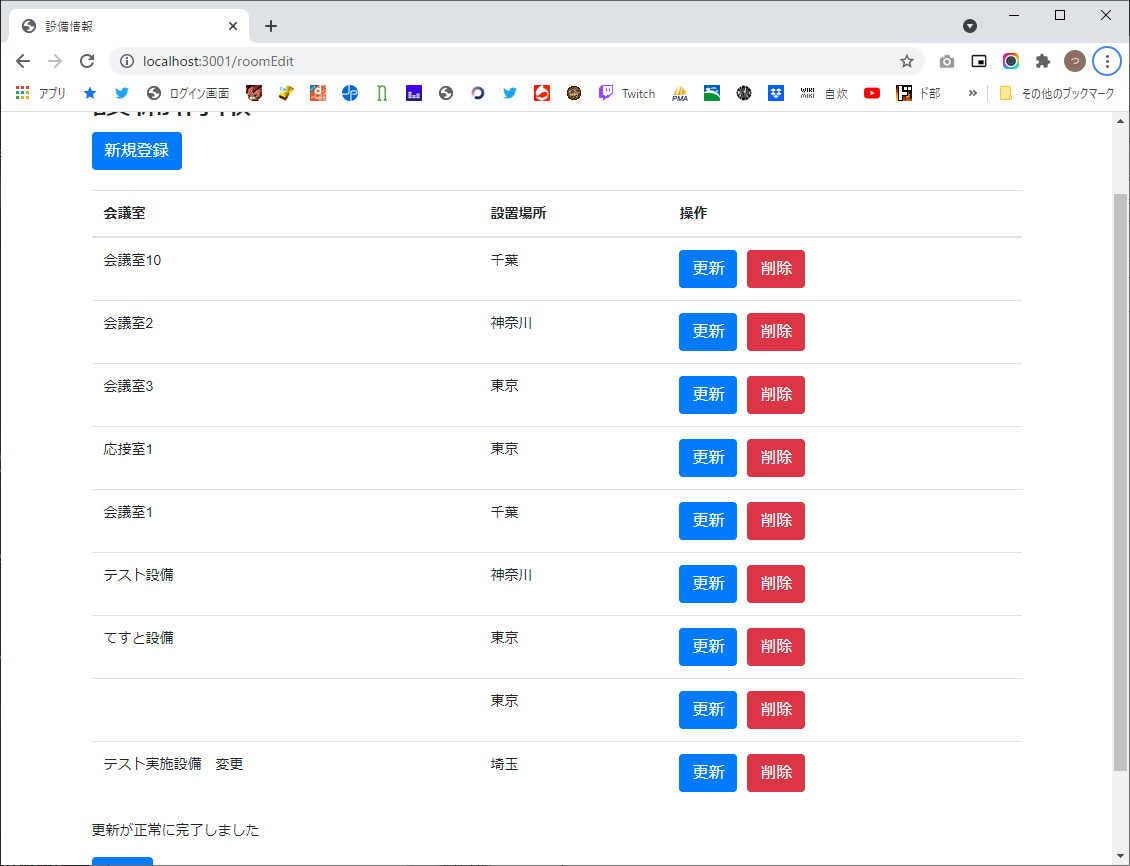 設備情報
localhost:3001/roomEdit
アプリ ログイン画面 Twitch PMA WIKI WIKI 自炊 ド部 » その他のブックマーク
新規登録
会議室 設置場所 操作
会議室10 千葉 更新 削除
会議室2 神奈川 更新 削除
会議室3 東京 更新 削除
応接室1 東京 更新 削除
会議室1 千葉 更新 削除
テスト設備 神奈川 更新 削除
てすと設備 東京 更新 削除
東京 更新 削除
テスト実施設備　変更 埼玉 更新 削除
更新が正常に完了しました